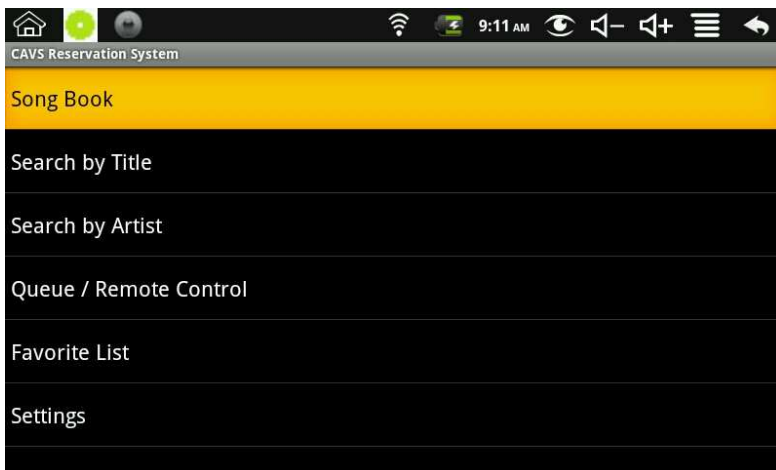 9:11 AM
CAVS Reservation System
Song Book
Search by Title
Search by Artist
Queue / Remote Control
Favorite List
Settings